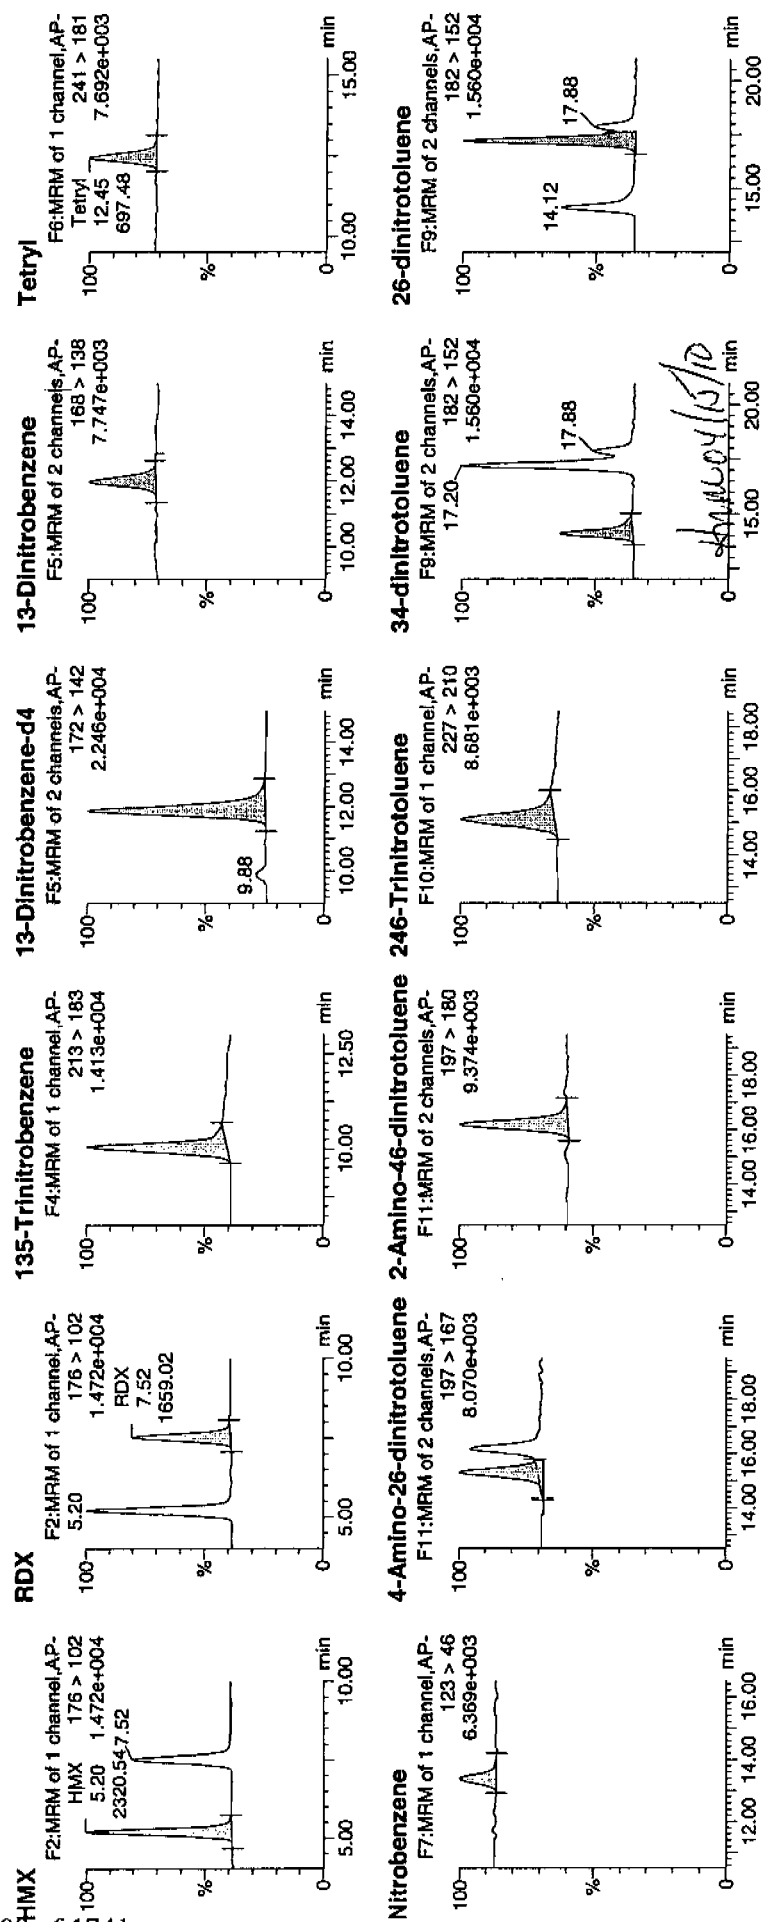 HMX
F2:MRM of 1 channel,AP-
HMX 176 > 102
5.20 1.472e+004
2320.54 7.52
100
%
0
5.00 10.00 min
RDX
F2:MRM of 1 channel,AP-
5.20 176 > 102
1.472e+004
RDX
7.52
1659.02
100
%
0
5.00 10.00 min
135-Trinitrobenzene
F4:MRM of 1 channel,AP-
213 > 183
1.413e+004
100
%
0
10.00 12.50 min
13-Dinitrobenzene-d4
F5:MRM of 2 channels,AP-
172 > 142
2.246e+004
9.88
100
%
0
10.00 12.00 14.00 min
13-Dinitrobenzene
F5:MRM of 2 channels,AP-
168 > 138
7.747e+003
100
%
0
10.00 12.00 14.00 min
Tetryl
F6:MRM of 1 channel,AP-
Tetryl 241 > 181
12.45 7.692e+003
697.48
100
%
0
10.00 15.00 min
Nitrobenzene
F7:MRM of 1 channel,AP-
123 > 46
6.369e+003
100
%
0
12.00 14.00 16.00 min
4-Amino-26-dinitrotoluene
F11:MRM of 2 channels,AP-
197 > 167
8.070e+003
100
%
0
14.00 16.00 18.00 min
2-Amino-46-dinitrotoluene
F11:MRM of 2 channels,AP-
197 > 180
9.374e+003
100
%
0
14.00 16.00 18.00 min
246-Trinitrotoluene
F10:MRM of 1 channel,AP-
227 > 210
8.681e+003
100
%
0
14.00 16.00 18.00 min
34-dinitrotoluene
F9:MRM of 2 channels,AP-
17.20 182 > 152
1.560e+004
17.88
100
%
0
15.00 20.00 min
04/15/10
26-dinitrotoluene
F9:MRM of 2 channels,AP-
182 > 152
1.560e+004
14.12
17.88
100
%
0
15.00 20.00 min